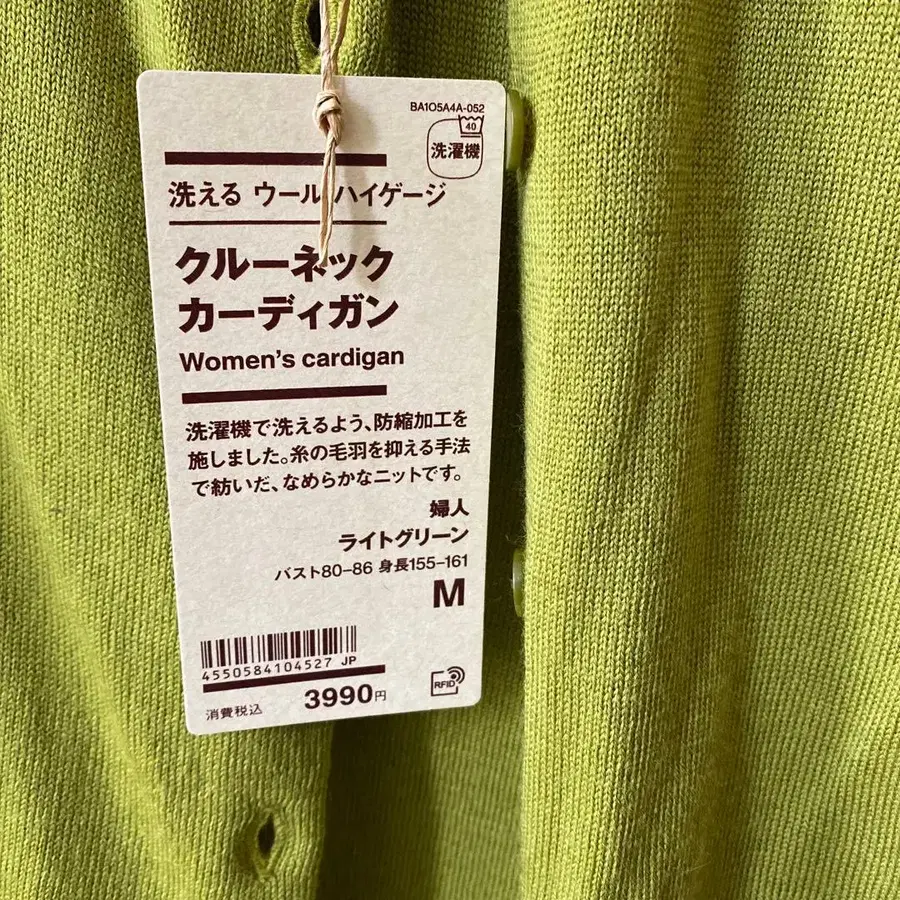 BA1O5A4A-052
40
洗濯機
洗える ウール ハイゲージ
クルーネック
カーディガン
Women's cardigan
洗濯機で洗えるよう、防縮加工を
施しました。糸の毛羽を抑える手法
で紡いだ、なめらかなニットです。
婦人
ライトグリーン
バスト80-86 身長155-161
M
4550584104527 JP
消費税込 3990円
RFID